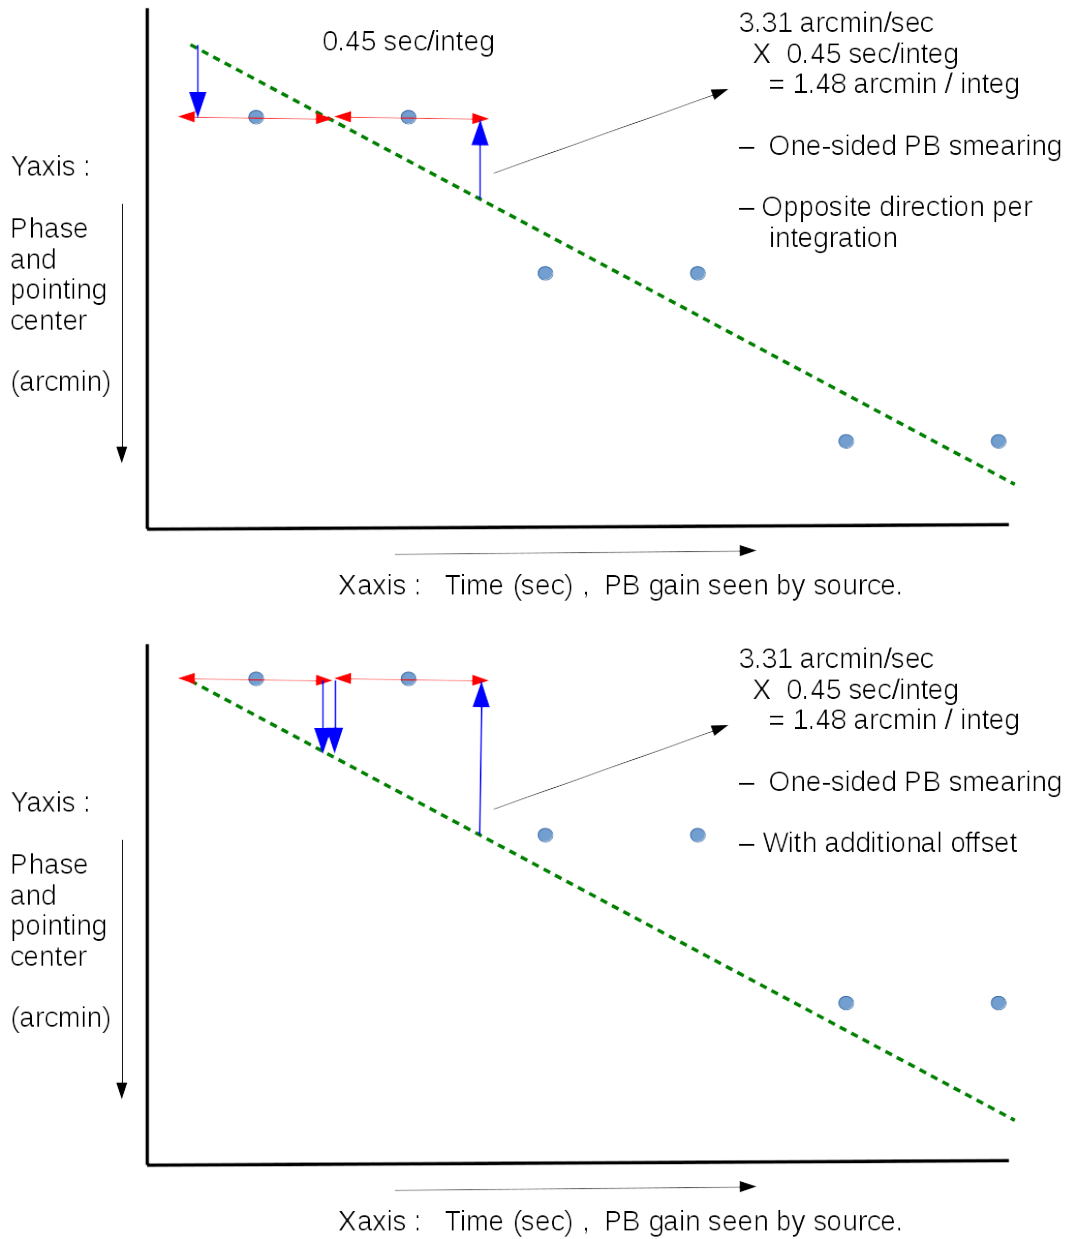 0.45 sec/integ
3.31 arcmin/sec
X 0.45 sec/integ
= 1.48 arcmin / integ
– One-sided PB smearing
– Opposite direction per
integration
Yaxis :
Phase
and
pointing
center
(arcmin)
Xaxis : Time (sec) , PB gain seen by source.
3.31 arcmin/sec
X 0.45 sec/integ
= 1.48 arcmin / integ
– One-sided PB smearing
– With additional offset
Yaxis :
Phase
and
pointing
center
(arcmin)
Xaxis : Time (sec) , PB gain seen by source.